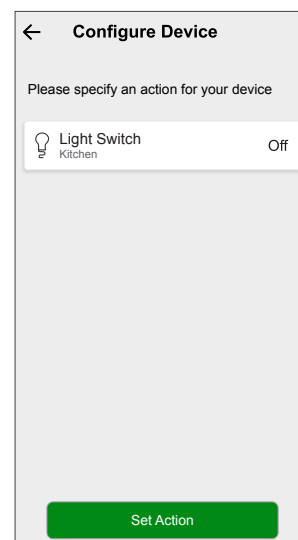 Configure Device
Please specify an action for your device
Light Switch
Kitchen
Off
Set Action